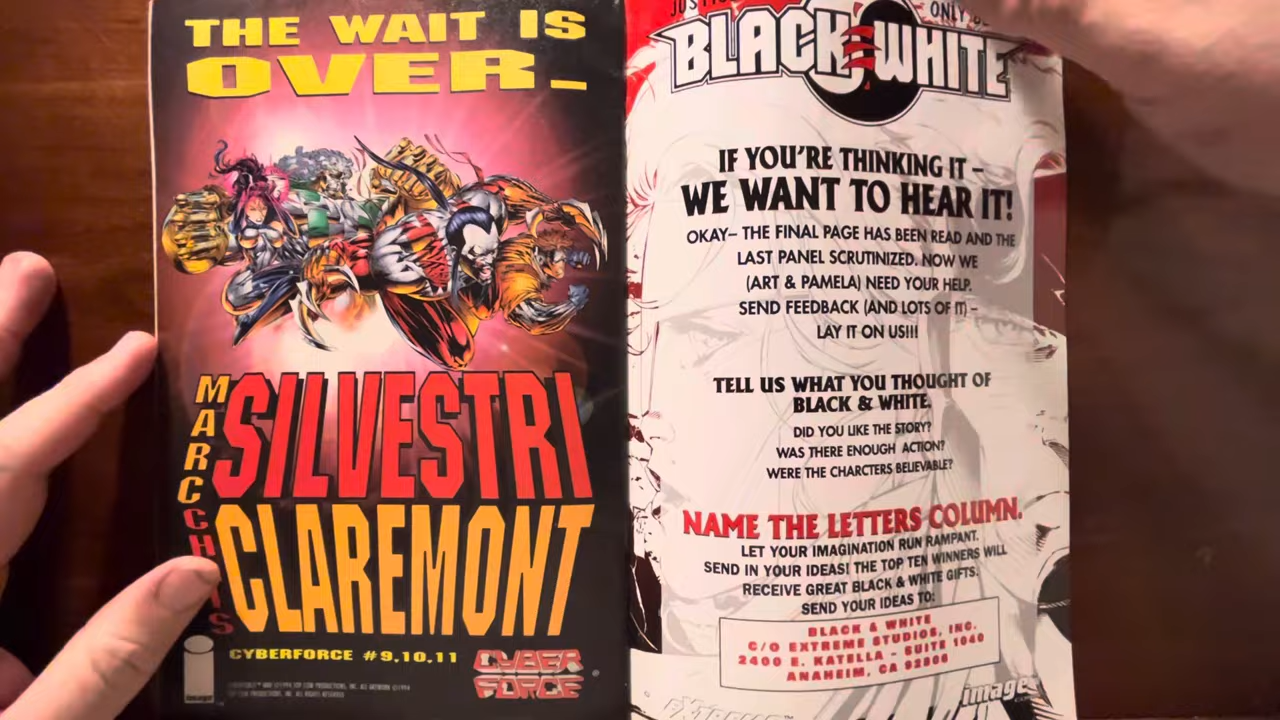 THE WAIT IS
OVER_
MARC
SILVESTRI
CHRIS
CLAREMONT
CYBERFORCE #9,10,11
CYBER
FORCE
image
ONLY
BLACK WHITE
IF YOU'RE THINKING IT –
WE WANT TO HEAR IT!
OKAY– THE FINAL PAGE HAS BEEN READ AND THE
LAST PANEL SCRUTINIZED. NOW WE
(ART & PAMELA) NEED YOUR HELP.
SEND FEEDBACK (AND LOTS OF IT) –
LAY IT ON US!!!
TELL US WHAT YOU THOUGHT OF
BLACK & WHITE.
DID YOU LIKE THE STORY?
WAS THERE ENOUGH ACTION?
WERE THE CHARCTERS BELIEVABLE?
NAME THE LETTERS COLUMN.
LET YOUR IMAGINATION RUN RAMPANT.
SEND IN YOUR IDEAS! THE TOP TEN WINNERS WILL
RECEIVE GREAT BLACK & WHITE GIFTS.
SEND YOUR IDEAS TO:
BLACK & WHITE
C/O EXTREME STUDIOS, INC.
2400 E. KATELLA – SUITE 1040
ANAHEIM, CA 92806
EXTREME
image